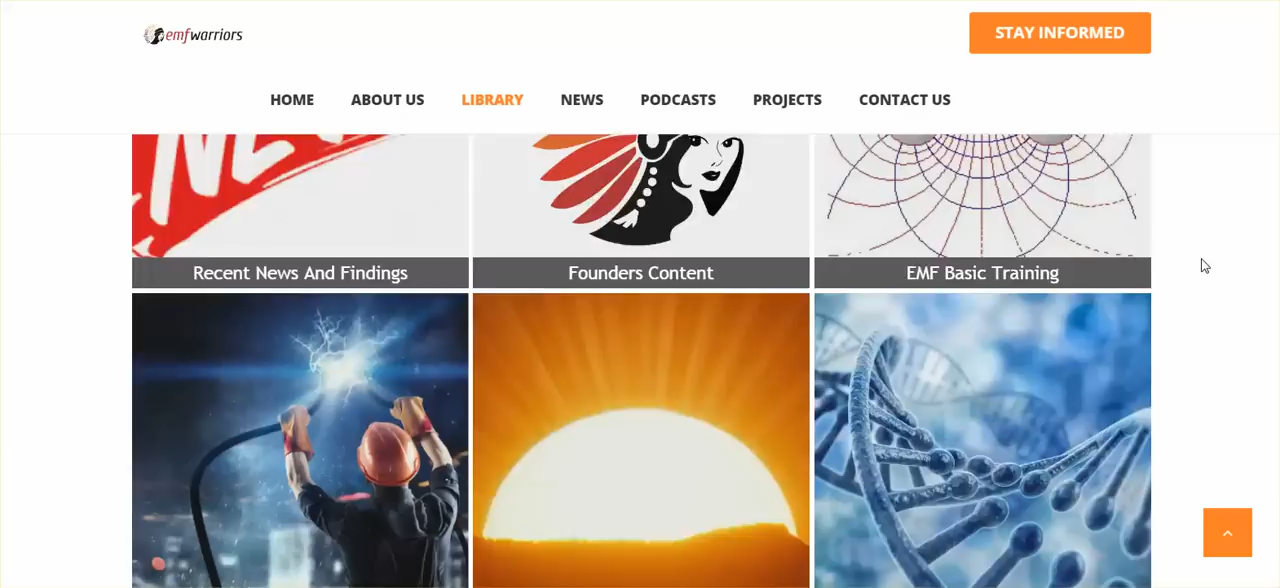 emfwarriors
STAY INFORMED
HOME ABOUT US LIBRARY NEWS PODCASTS PROJECTS CONTACT US
NE
Recent News And Findings
Founders Content
EMF Basic Training